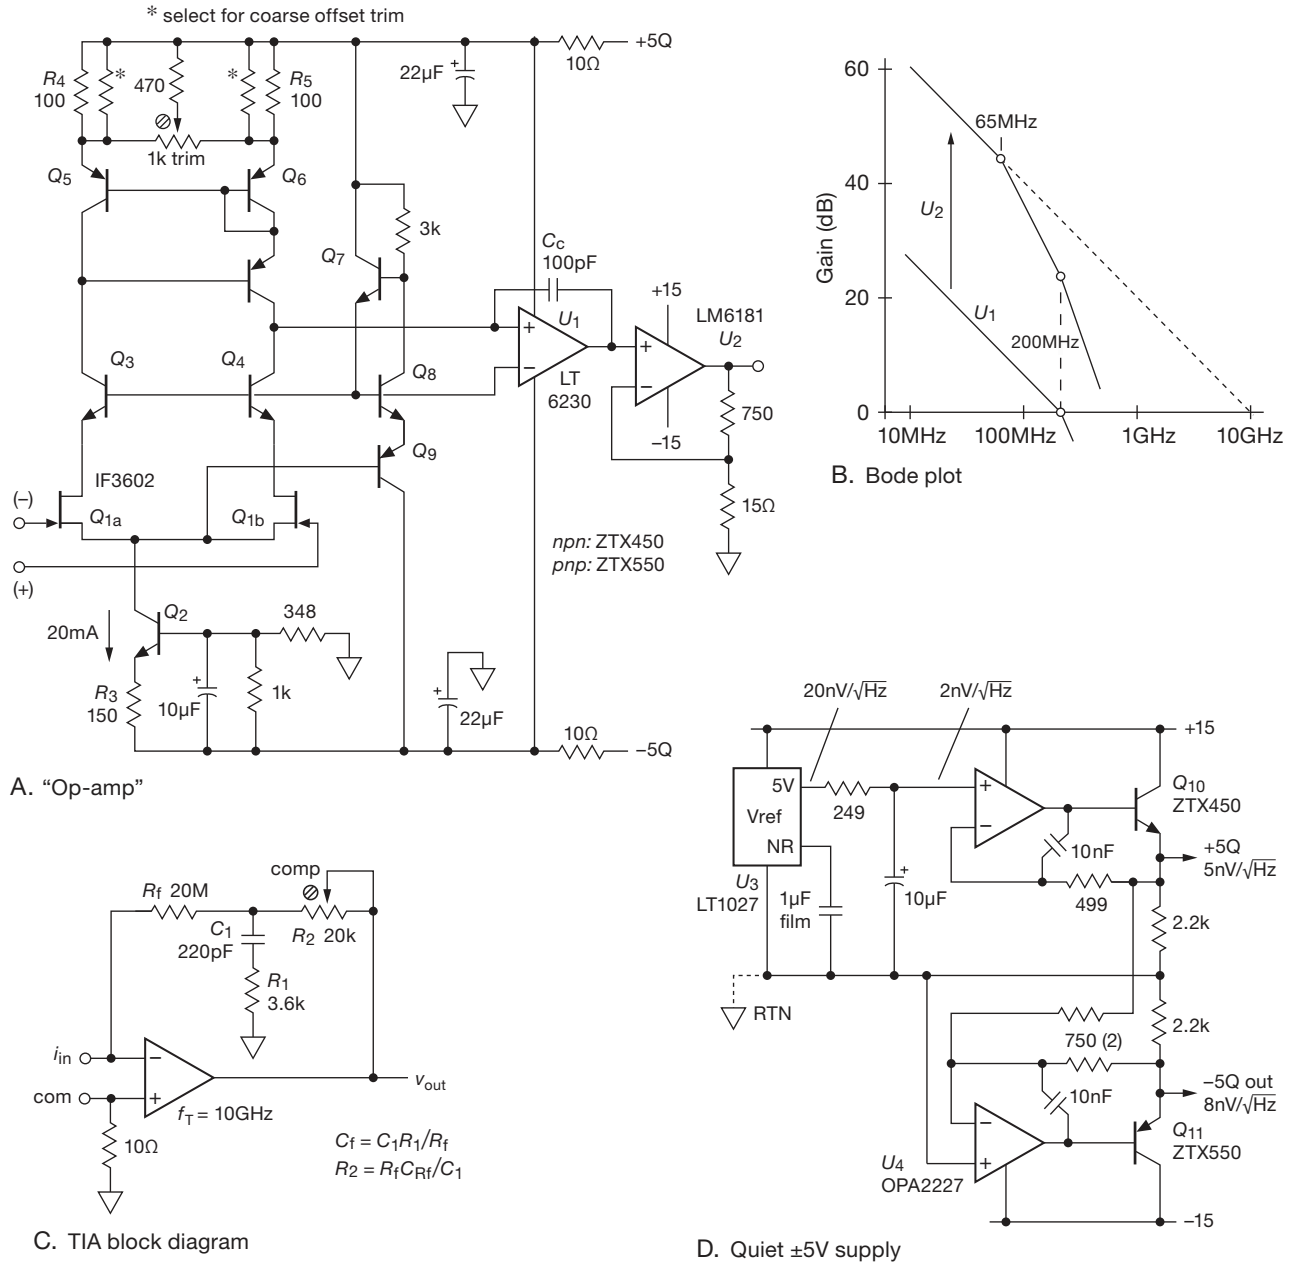 * select for coarse offset trim
R4
100
*
470
*
R5
100
1k trim
22µF
+
10Ω
+5Q
Q5
Q6
3k
Q7
Cc
100pF
+15
LM6181
U2
U1
+
−
LT
6230
+
−
−15
750
15Ω
Q3
Q4
Q8
Q9
IF3602
(−)
Q1a
Q1b
(+)
npn: ZTX450
pnp: ZTX550
Q2
20mA
348
R3
150
+
10µF
1k
+
22µF
10Ω
−5Q
A. “Op-amp”
Gain (dB)
60
40
20
0
65MHz
U2
U1
200MHz
10MHz
100MHz
1GHz
10GHz
B. Bode plot
comp
Rf 20M
C1
220pF
R2 20k
R1
3.6k
iin
−
com
+
fT = 10GHz
vout
10Ω
Cf = C1R1/Rf
R2 = RfCRf/C1
C. TIA block diagram
20nV/√Hz
2nV/√Hz
+15
5V
Vref
NR
249
+
−
Q10
ZTX450
10nF
+5Q
5nV/√Hz
U3
LT1027
1µF
film
+
10µF
499
2.2k
RTN
750 (2)
2.2k
10nF
−5Q out
8nV/√Hz
−
+
Q11
ZTX550
U4
OPA2227
−15
D. Quiet ±5V supply